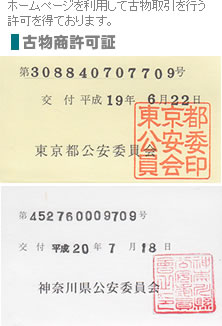 ホームページを利用して古物取引を行う
許可を得ております。
古物商許可証
第308840707709号
交 付 平成19年 6月22日
東京都公安委員会
東京都公安委員会印
第452760009709号
交 付 平成20年 7月18日
神奈川県公安委員会